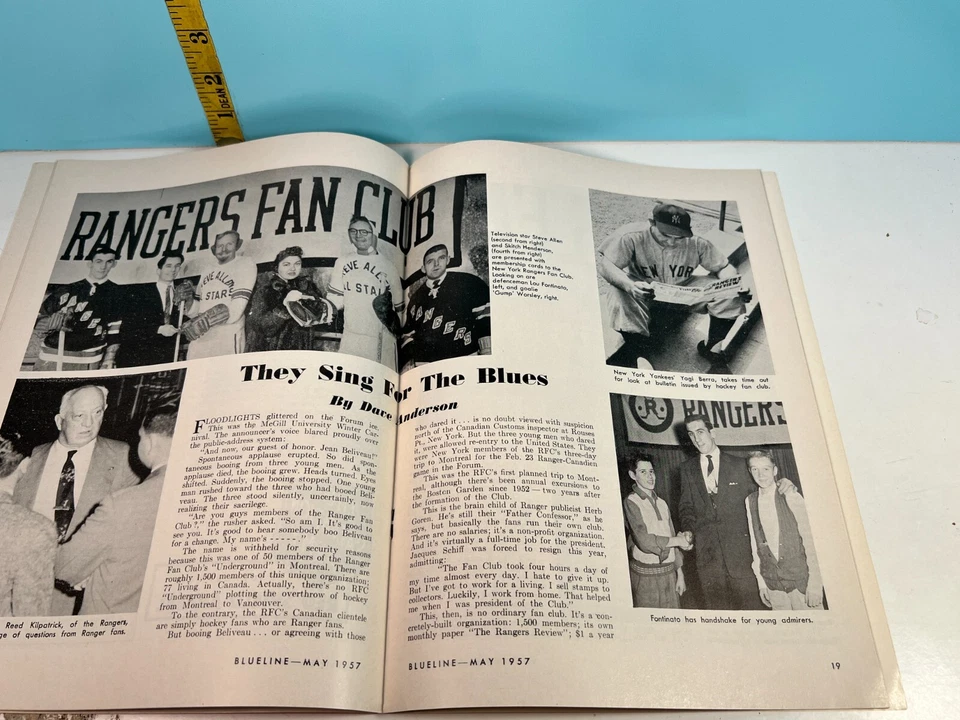 1 2 3
DEAN
RANGERS FAN CLUB
STEVE ALLEN
STARS
STEVE ALLEN
ALL STAR
RANGERS
RANGERS
Television star Steve Allen
(second from right)
and Skitch Henderson,
(fourth from right)
are presented with
membership cards to the
New York Rangers Fan Club.
Looking on are
defenceman Lou Fontinato,
left, and goalie
'Gump' Worsley, right.
NEW YORK
RANGERS
REVIEW
New York Yankees' Yogi Berra, takes time out
for look at bulletin issued by hockey fan club.
They Sing For The Blues
By Dave Anderson
FLOODLIGHTS glittered on the Forum ice.
This was the McGill University Winter Car-
nival. The announcer's voice blared proudly over
the public-address system:
"And now, our guest of honor Jean Beliveau!"
Spontaneous applause erupted. So did spon-
taneous booing from three young men. As the
applause died, the booing grew. Heads turned. Eyes
shifted. Suddenly, the booing stopped. One young
man rushed toward the three who had booed Beli-
veau. The three stood silently, uncertainly, now
realizing their sacrilege.
"Are you guys members of the Ranger Fan
Club?," the rusher asked. "So am I. It's good to
see you. It's good to hear somebody boo Beliveau
for a change. My name's - - - - - -."
The name is withheld for security reasons
because this was one of 50 members of the Ranger
Fan Club's "Underground" in Montreal. There are
roughly 1,500 members of this unique organization;
77 living in Canada. Actually, there's no RFC
"Underground" plotting the overthrow of hockey
from Montreal to Vancouver.
To the contrary, the RFC's Canadian clientele
are simply hockey fans who are Ranger fans.
But booing Beliveau . . . or agreeing with those
who dared it . . . is no doubt viewed with suspicion
north of the Canadian Customs inspector at Rouses
Pt., New York. But the three young men who dared
it, were allowed re-entry to the United States. They
were New York members of the RFC's three-day
trip to Montreal for the Feb. 23 Ranger-Canadien
game in the Forum.
This was the RFC's first planned trip to Mont-
real, although there's been annual excursions to
the Boston Garden since 1952 — two years after
the formation of the Club.
This is the brain child of Ranger publicist Herb
Goren. He's still their "Father Confessor," as he
says, but basically the fans run their own club.
There are no salaries; it's a non-profit organization.
And it's virtually a full-time job for the president.
Jacques Schiff was forced to resign this year,
admitting:
"The Fan Club took four hours a day of
my time almost every day. I hate to give it up.
But I've got to work for a living. I sell stamps to
collectors. Luckily, I work from home. That helped
me when I was president of the Club."
This, then, is no ordinary fan club. It's a con-
cretely-built organization: 1,500 members; its own
monthly paper "The Rangers Review"; $1 a year
R RANGERS
Fontinato has handshake for young admirers.
Reed Kilpatrick, of the Rangers,
ge of questions from Ranger fans.
BLUELINE—MAY 1957
BLUELINE—MAY 1957
19